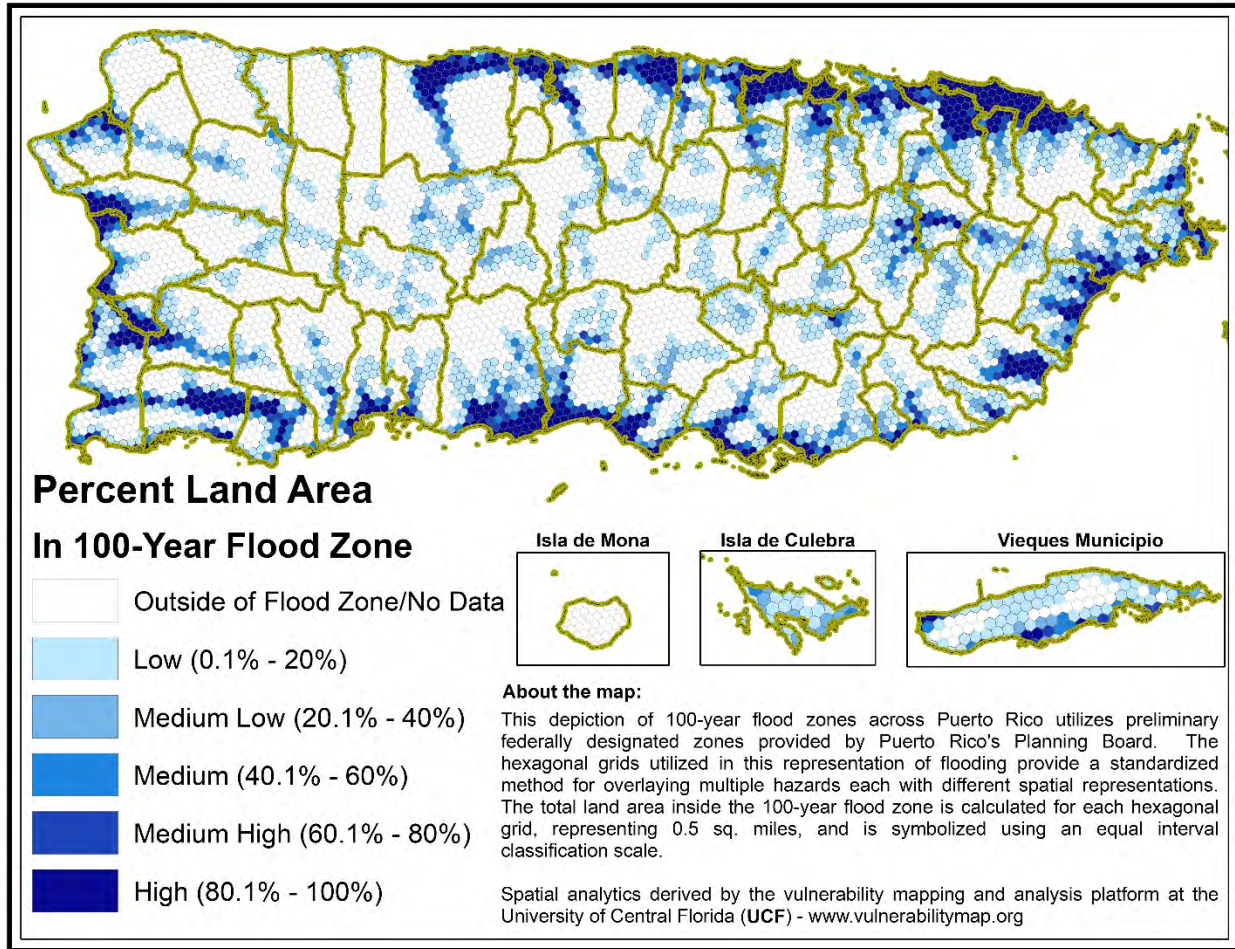 Percent Land Area
In 100-Year Flood Zone
Outside of Flood Zone/No Data
Low (0.1% - 20%)
Medium Low (20.1% - 40%)
Medium (40.1% - 60%)
Medium High (60.1% - 80%)
High (80.1% - 100%)
Isla de Mona
Isla de Culebra
Vieques Municipio
About the map:
This depiction of 100-year flood zones across Puerto Rico utilizes preliminary
federally designated zones provided by Puerto Rico's Planning Board. The
hexagonal grids utilized in this representation of flooding provide a standardized
method for overlaying multiple hazards each with different spatial representations.
The total land area inside the 100-year flood zone is calculated for each hexagonal
grid, representing 0.5 sq. miles, and is symbolized using an equal interval
classification scale.
Spatial analytics derived by the vulnerability mapping and analysis platform at the
University of Central Florida (UCF) - www.vulnerabilitymap.org